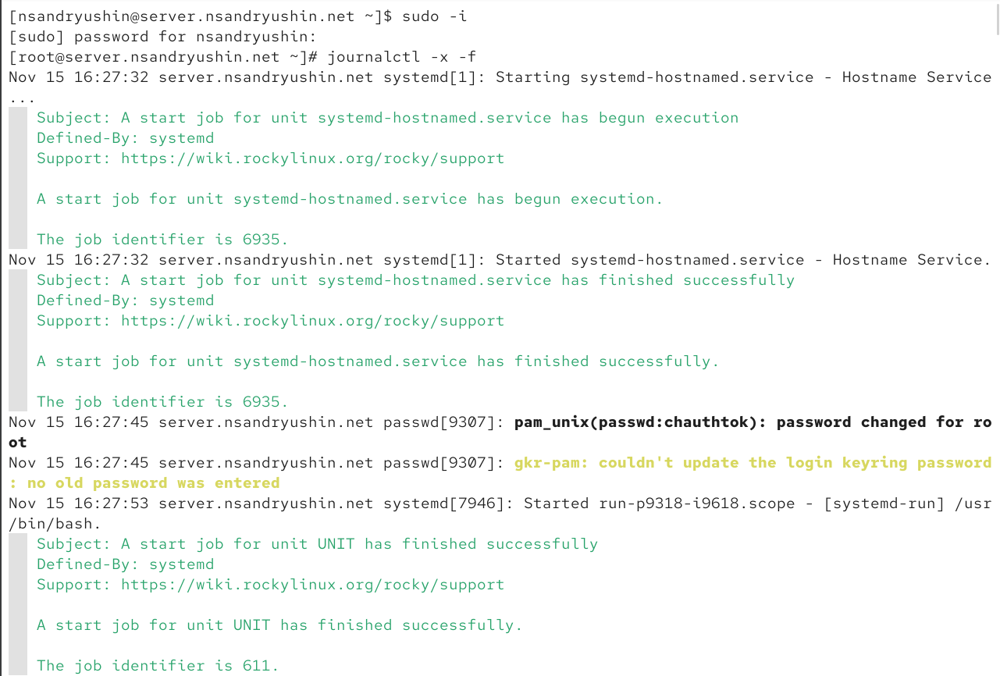 [nsandryushin@server.nsandryushin.net ~]$ sudo -i
[sudo] password for nsandryushin:
[root@server.nsandryushin.net ~]# journalctl -x -f
Nov 15 16:27:32 server.nsandryushin.net systemd[1]: Starting systemd-hostnamed.service - Hostname Service
...
Subject: A start job for unit systemd-hostnamed.service has begun execution
Defined-By: systemd
Support: https://wiki.rockylinux.org/rocky/support
A start job for unit systemd-hostnamed.service has begun execution.
The job identifier is 6935.
Nov 15 16:27:32 server.nsandryushin.net systemd[1]: Started systemd-hostnamed.service - Hostname Service.
Subject: A start job for unit systemd-hostnamed.service has finished successfully
Defined-By: systemd
Support: https://wiki.rockylinux.org/rocky/support
A start job for unit systemd-hostnamed.service has finished successfully.
The job identifier is 6935.
Nov 15 16:27:45 server.nsandryushin.net passwd[9307]: pam_unix(passwd:chauthtok): password changed for ro
ot
Nov 15 16:27:45 server.nsandryushin.net passwd[9307]: gkr-pam: couldn't update the login keyring password
: no old password was entered
Nov 15 16:27:53 server.nsandryushin.net systemd[7946]: Started run-p9318-i9618.scope - [systemd-run] /usr
/bin/bash.
Subject: A start job for unit UNIT has finished successfully
Defined-By: systemd
Support: https://wiki.rockylinux.org/rocky/support
A start job for unit UNIT has finished successfully.
The job identifier is 611.